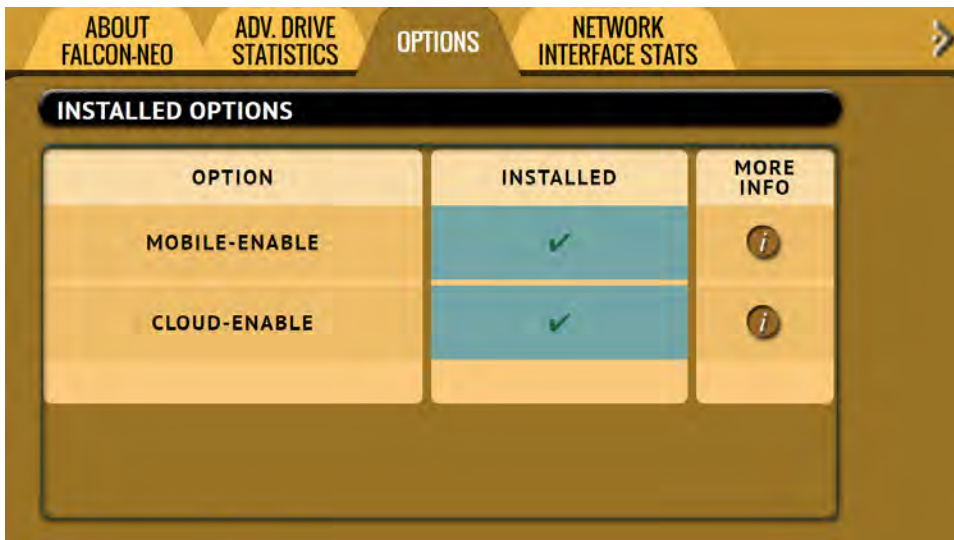 ABOUT
FALCON-NEO
ADV. DRIVE
STATISTICS
OPTIONS
NETWORK
INTERFACE STATS
INSTALLED OPTIONS
OPTION
INSTALLED
MORE
INFO
MOBILE-ENABLE
✔
i
CLOUD-ENABLE
✔
i